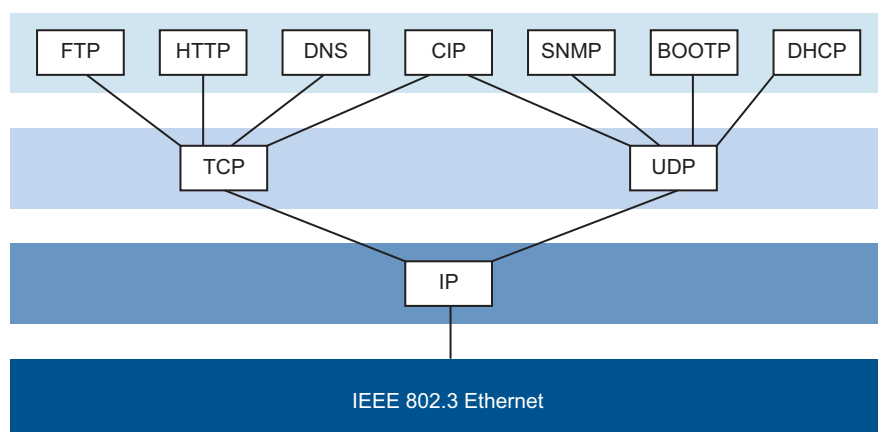 FTP
HTTP
DNS
CIP
SNMP
BOOTP
DHCP
TCP
UDP
IP
IEEE 802.3 Ethernet